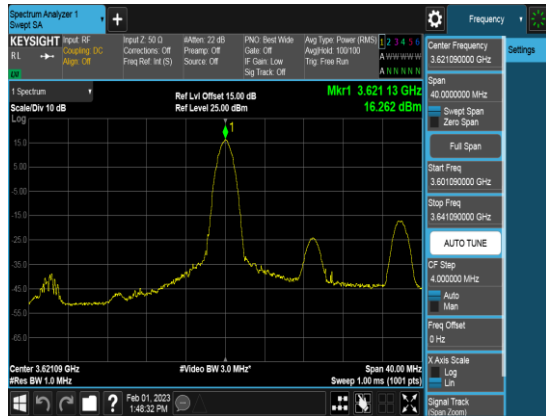 Spectrum Analyzer 1
Swept SA
+
Frequency
KEYSIGHT
R L
LV
Input: RF
Coupling: DC
Align: Off
Input Z: 50 Ω
Corrections: Off
Freq Ref: Int (S)
#Atten: 22 dB
Preamp: Off
Source: Off
PNO: Best Wide
Gate: Off
IF Gain: Low
Sig Track: Off
Avg Type: Power (RMS)
Avg|Hold: 100/100
Trig: Free Run
1 2 3 4 5 6
A W W W W W
A N N N N N
Center Frequency
3.621090000 GHz
Settings
Span
40.0000000 MHz
Swept Span
Zero Span
Full Span
Start Freq
3.601090000 GHz
Stop Freq
3.641090000 GHz
AUTO TUNE
CF Step
4.000000 MHz
Auto
Man
Freq Offset
0 Hz
X Axis Scale
Log
Lin
Signal Track
(Span Zoom)
1 Spectrum
Scale/Div 10 dB
Log
Ref Lvl Offset 15.00 dB
Ref Level 25.00 dBm
Mkr1 3.621 13 GHz
16.262 dBm
1
15.0
5.00
-5.00
-15.0
-25.0
-35.0
-45.0
-55.0
-65.0
Center 3.62109 GHz
#Res BW 1.0 MHz
#Video BW 3.0 MHz*
Span 40.00 MHz
Sweep 1.00 ms (1001 pts)
?
Feb 01, 2023
1:48:32 PM